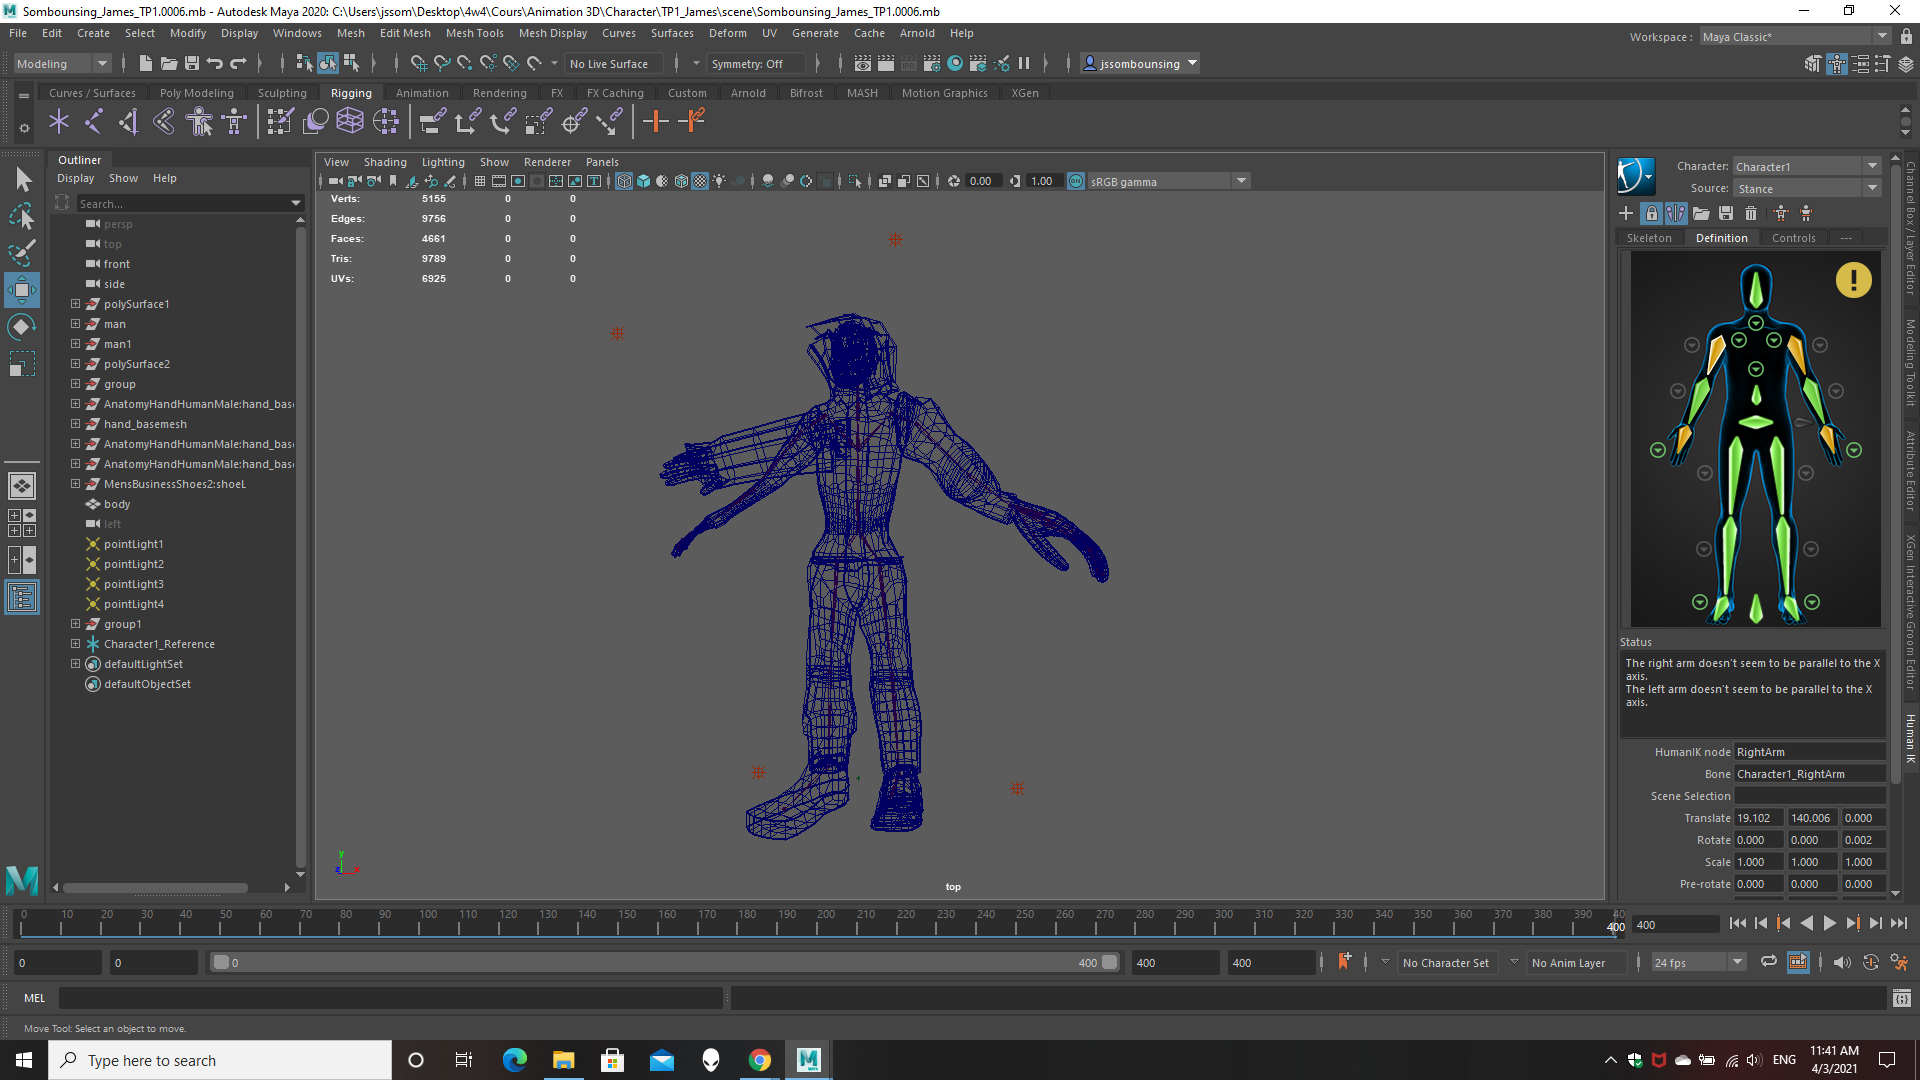 Sombounsing_James_TP1.0006.mb - Autodesk Maya 2020: C:\Users\jssom\Desktop\4w4\Cours\Animation 3D\Character\TP1_James\scene\Sombounsing_James_TP1.0006.mb
File Edit Create Select Modify Display Windows Mesh Edit Mesh Mesh Tools Mesh Display Curves Surfaces Deform UV Generate Cache Arnold Help
Workspace : Maya Classic*
Modeling No Live Surface Symmetry: Off jssombounsing
Curves / Surfaces Poly Modeling Sculpting Rigging Animation Rendering FX FX Caching Custom Arnold Bifrost MASH Motion Graphics XGen
Outliner
Display Show Help
Search...
persp
top
front
side
polySurface1
man
man1
polySurface2
group
AnatomyHandHumanMale:hand_bas
hand_basemesh
AnatomyHandHumanMale:hand_bas
AnatomyHandHumanMale:hand_bas
MensBusinessShoes2:shoeL
body
left
pointLight1
pointLight2
pointLight3
pointLight4
group1
Character1_Reference
defaultLightSet
defaultObjectSet
View Shading Lighting Show Renderer Panels
0.00 1.00 ON sRGB gamma
Verts: 5155 0 0
Edges: 9756 0 0
Faces: 4661 0 0
Tris: 9789 0 0
UVs: 6925 0 0
y
z x
top
Character: Character1
Source: Stance
Skeleton Definition Controls ---
!
Status
The right arm doesn't seem to be parallel to the X
axis.
The left arm doesn't seem to be parallel to the X
axis.
HumanIK node RightArm
Bone Character1_RightArm
Scene Selection
Translate 19.102 140.006 0.000
Rotate 0.000 0.000 0.002
Scale 1.000 1.000 1.000
Pre-rotate 0.000 0.000 0.000
Channel Box / Layer Editor
Modeling Toolkit
Attribute Editor
XGen Interactive Groom Editor
Human IK
0 10 20 30 40 50 60 70 80 90 100 110 120 130 140 150 160 170 180 190 200 210 220 230 240 250 260 270 280 290 300 310 320 330 340 350 360 370 380 390 40
400
400
0 0 0 400 400 400 No Character Set No Anim Layer 24 fps
MEL
Move Tool: Select an object to move.
Type here to search
ENG
11:41 AM
4/3/2021